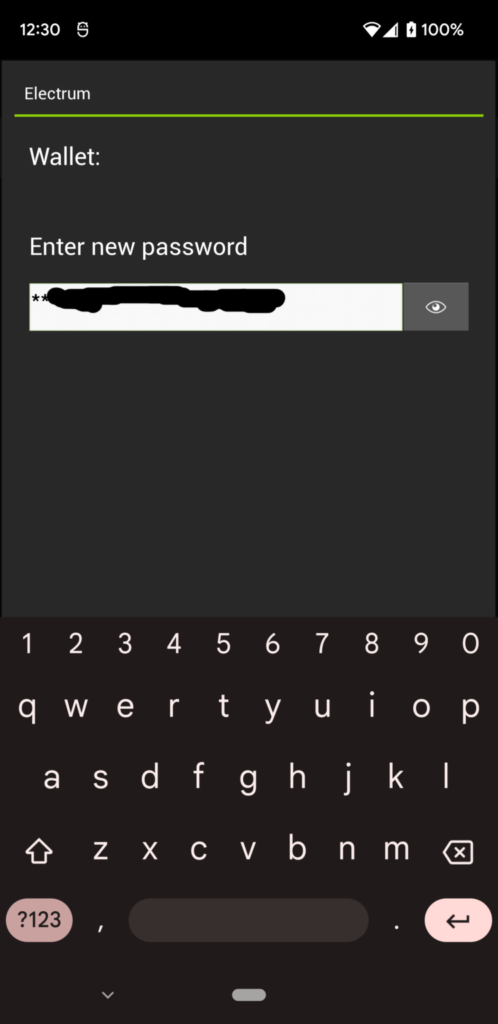 12:30 100%
Electrum
Wallet:
Enter new password
**
1 2 3 4 5 6 7 8 9 0
q w e r t y u i o p
a s d f g h j k l
z x c v b n m
?123 , .